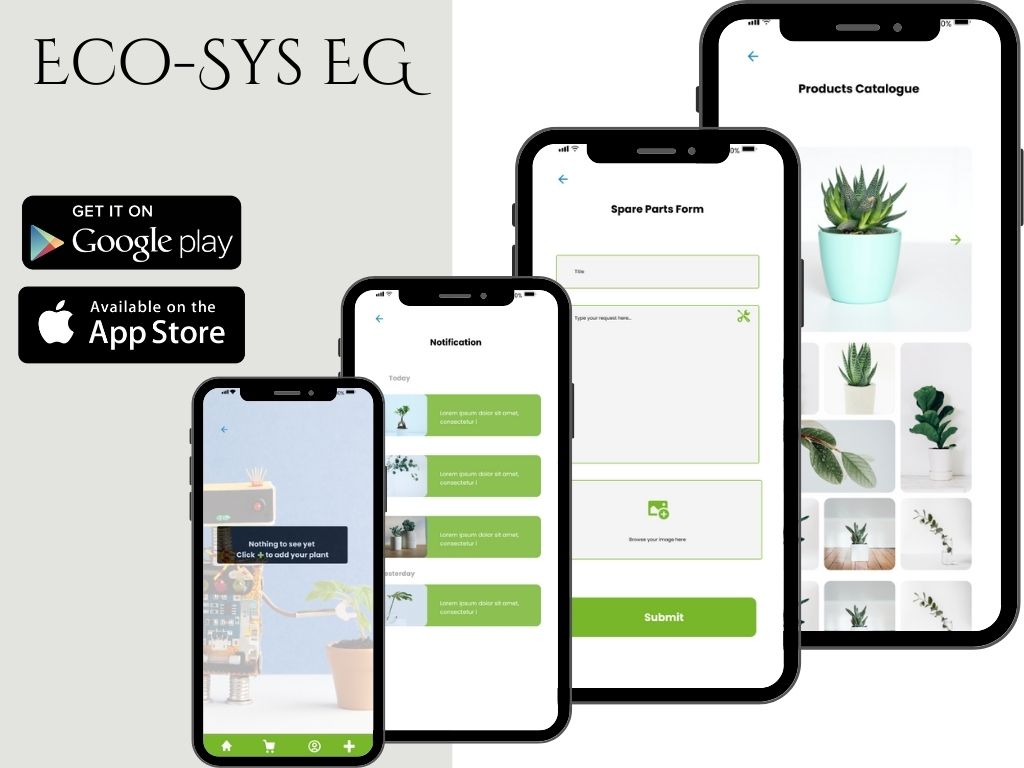 Eco-Sys EG
GET IT ON
Google play
Available on the
App Store
Nothing to see yet
Click + to add your plant
Notification
Today
Lorem ipsum dolor sit amet,
consectetur i
Lorem ipsum dolor sit amet,
consectetur i
Lorem ipsum dolor sit amet,
consectetur i
esterday
Lorem ipsum dolor sit amet,
consectetur i
Spare Parts Form
Title
Type your request here...
Browse your image here
Submit
Products Catalogue